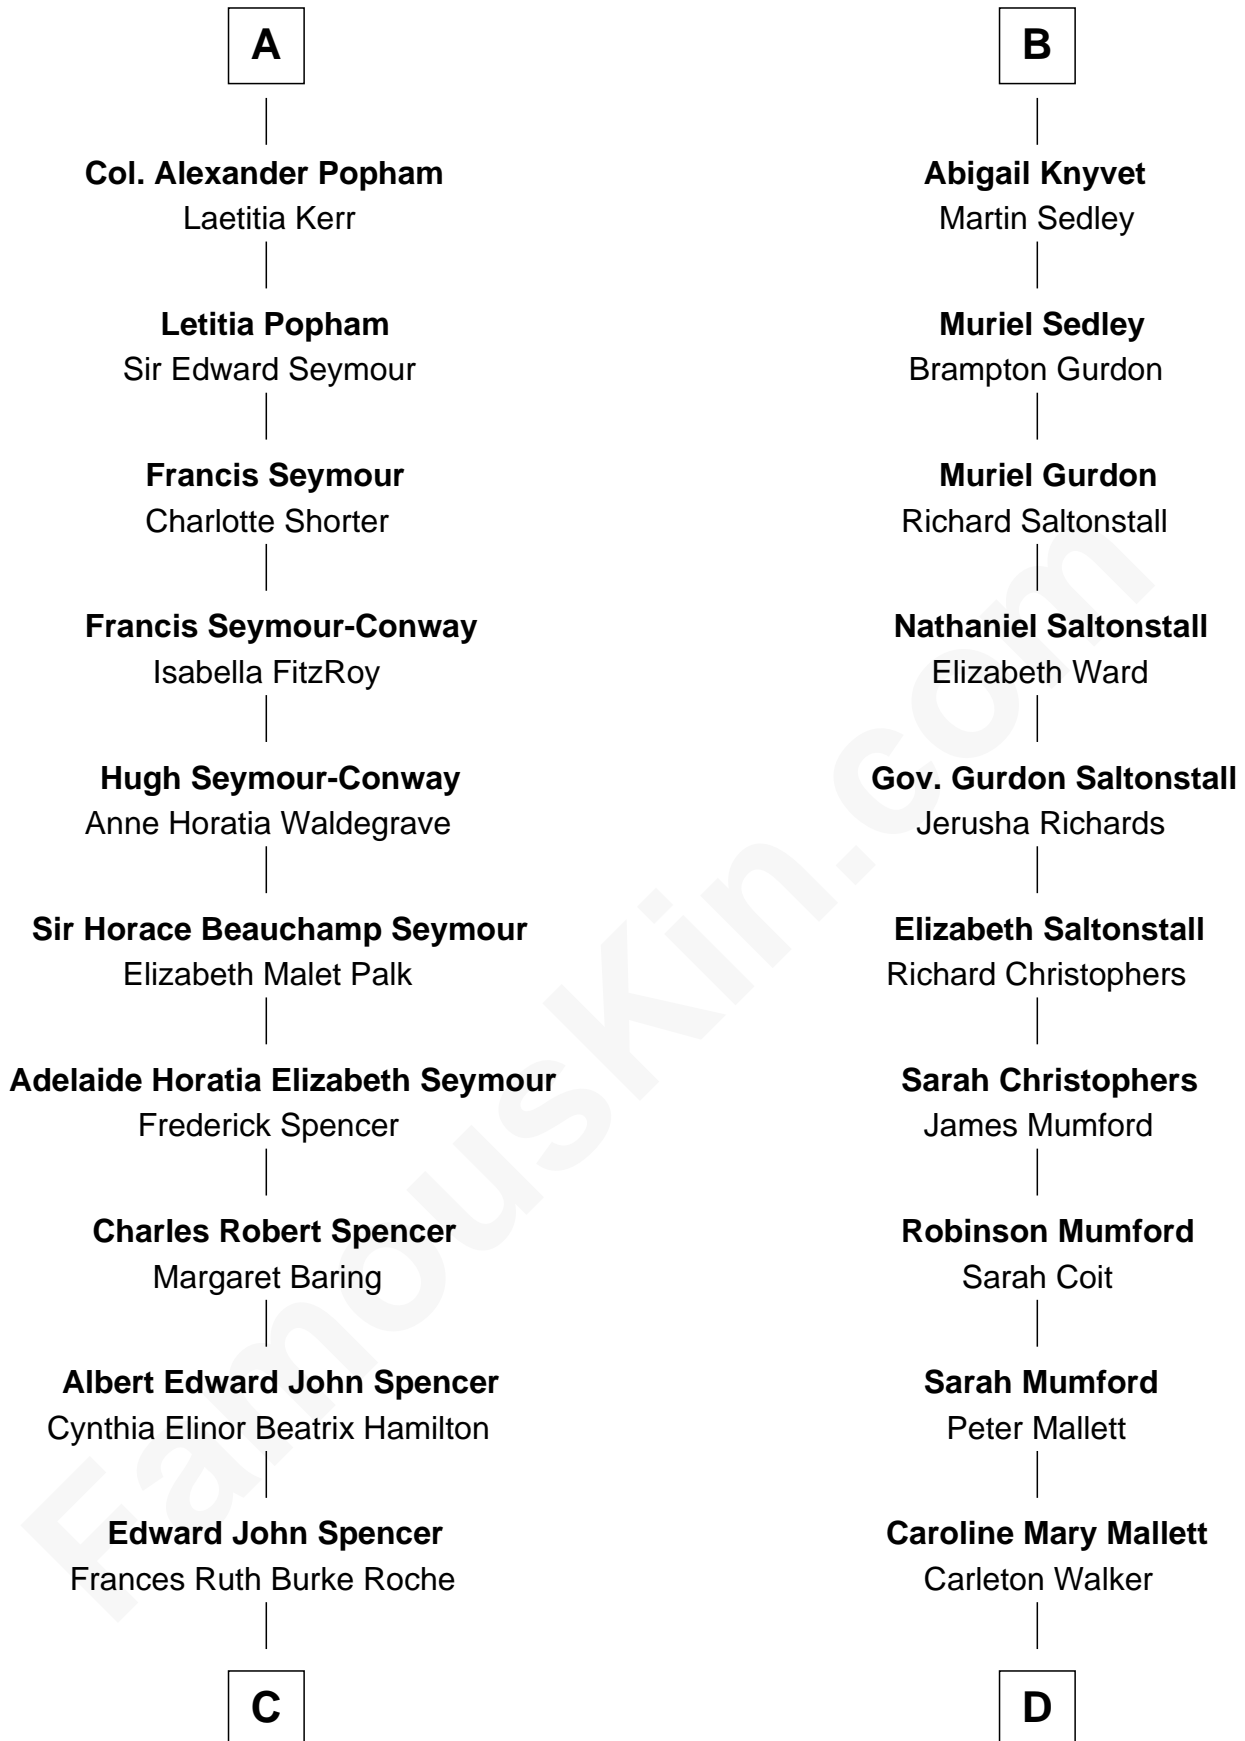 A
Col. Alexander Popham
Laetitia Kerr
Letitia Popham
Sir Edward Seymour
Francis Seymour
Charlotte Shorter
Francis Seymour-Conway
Isabella FitzRoy
Hugh Seymour-Conway
Anne Horatia Waldegrave
Sir Horace Beauchamp Seymour
Elizabeth Malet Palk
Adelaide Horatia Elizabeth Seymour
Frederick Spencer
Charles Robert Spencer
Margaret Baring
Albert Edward John Spencer
Cynthia Elinor Beatrix Hamilton
Edward John Spencer
Frances Ruth Burke Roche
C
B
Abigail Knyvet
Martin Sedley
Muriel Sedley
Brampton Gurdon
Muriel Gurdon
Richard Saltonstall
Nathaniel Saltonstall
Elizabeth Ward
Gov. Gurdon Saltonstall
Jerusha Richards
Elizabeth Saltonstall
Richard Christophers
Sarah Christophers
James Mumford
Robinson Mumford
Sarah Coit
Sarah Mumford
Peter Mallett
Caroline Mary Mallett
Carleton Walker
D
FamousKin.com